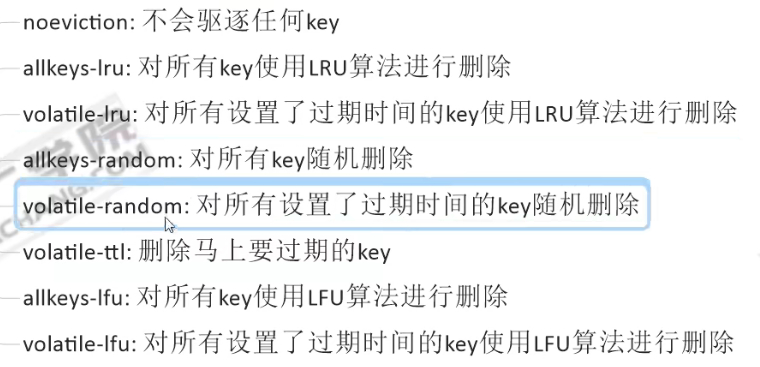 noeviction: 不会驱逐任何key
allkeys-lru: 对所有key使用LRU算法进行删除
volatile-lru: 对所有设置了过期时间的key使用LRU算法进行删除
allkeys-random: 对所有key随机删除
volatile-random: 对所有设置了过期时间的key随机删除
volatile-ttl: 删除马上要过期的key
allkeys-lfu: 对所有key使用LFU算法进行删除
volatile-lfu: 对所有设置了过期时间的key使用LFU算法进行删除